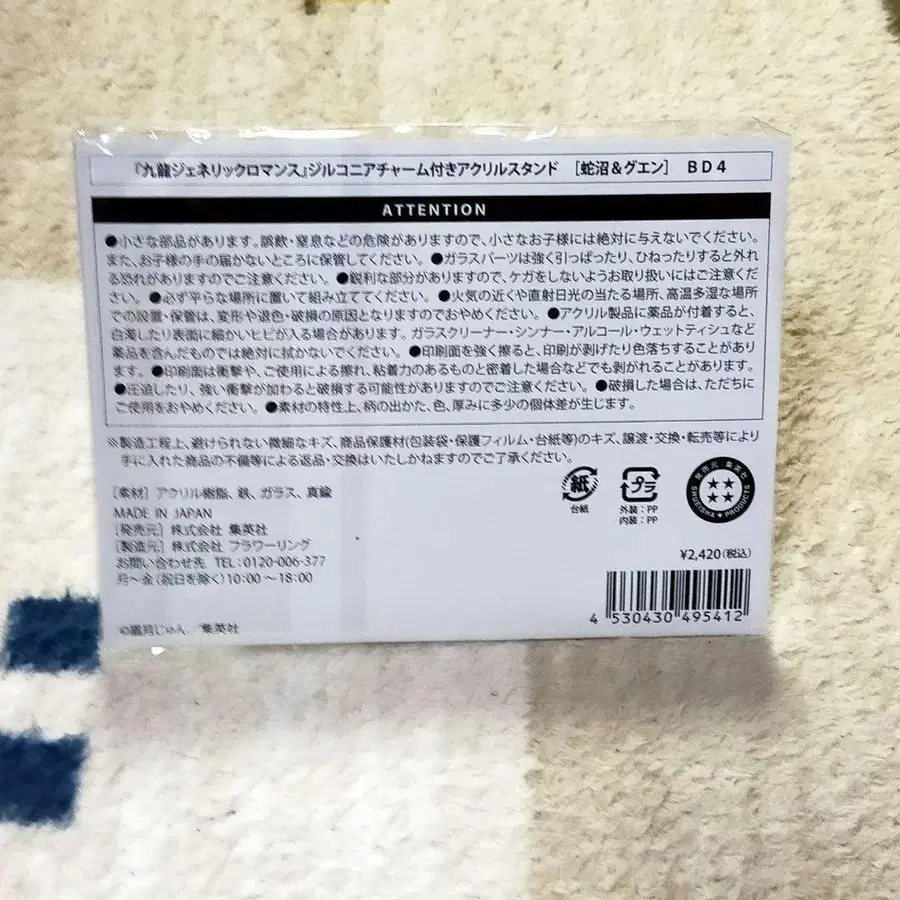 『九龍ジェネリックロマンス』ジルコニアチャーム付きアクリルスタンド [蛇沼&グエン] BD4
ATTENTION
●小さな部品があります。誤飲・窒息などの危険がありますので、小さなお子様には絶対に与えないでください。
また、お子様の手の届かないところに保管してください。●ガラスパーツは強く引っぱったり、ひねったりすると外れ
る恐れがありますのでご注意ください。●鋭利な部分がありますので、ケガをしないようお取り扱いにはご注意くだ
さい。●必ず平らな場所に置いて組み立ててください。●火気の近くや直射日光の当たる場所、高温多湿な場所
での設置・保管は、変形や退色・破損の原因となりますのでおやめください。●アクリル製品に薬品が付着すると、
白濁したり表面に細かいヒビが入る場合があります。ガラスクリーナー・シンナー・アルコール・ウェットティシュなど
薬品を含んだものでは絶対に拭かないでください。●印刷面を強く擦ると、印刷が剥げたり色落ちすることがあり
ます。●印刷面は衝撃や、ご使用による擦れ、粘着力のあるものと密着した場合などでも剥がれることがあります。
●圧迫したり、強い衝撃が加わると破損する可能性がありますのでご注意ください。●破損した場合は、ただちに
ご使用をおやめください。●素材の特性上、柄の出かた、色、厚みに多少の個体差が生じます。
※製造工程上、避けられない微細なキズ、商品保護材(包装袋・保護フィルム・台紙等)のキズ、譲渡・交換・転売等により
手に入れた商品の不備等による返品・交換はいたしかねますのでご了承ください。
[素材] アクリル樹脂、鉄、ガラス、真鍮
MADE IN JAPAN
[発売元] 株式会社 集英社
[製造元] 株式会社 フラワーリング
お問い合わせ先 TEL:0120-006-377
月〜金(祝日を除く)10:00〜18:00
©眉月じゅん/集英社
紙
台紙
プラ
外装:PP
内装:PP
発売元 集英社
SHUEISHA★PRODUCTS
¥2,420(税込)
4 530430 495412